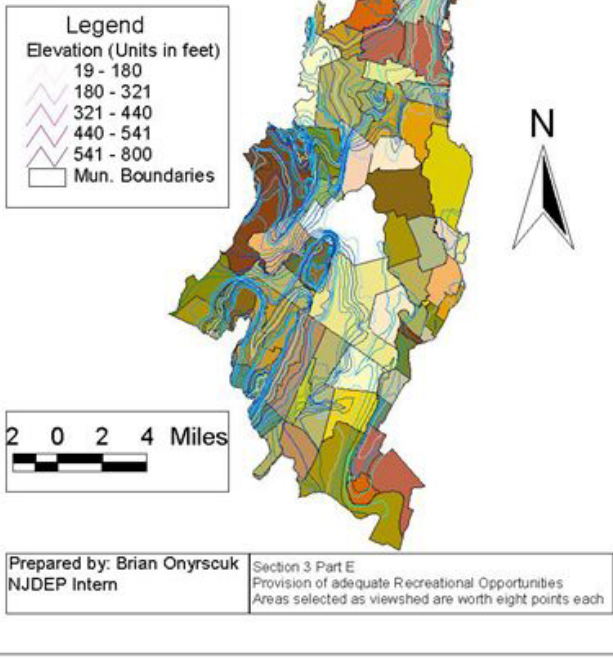 Legend
Elevation (Units in feet)
19 - 180
180 - 321
321 - 440
440 - 541
541 - 800
Mun. Boundaries
N
2 0 2 4 Miles
Prepared by: Brian Onyrscuk
NJDEP Intern
Section 3 Part E
Provision of adequate Recreational Opportunities
Areas selected as viewshed are worth eight points each